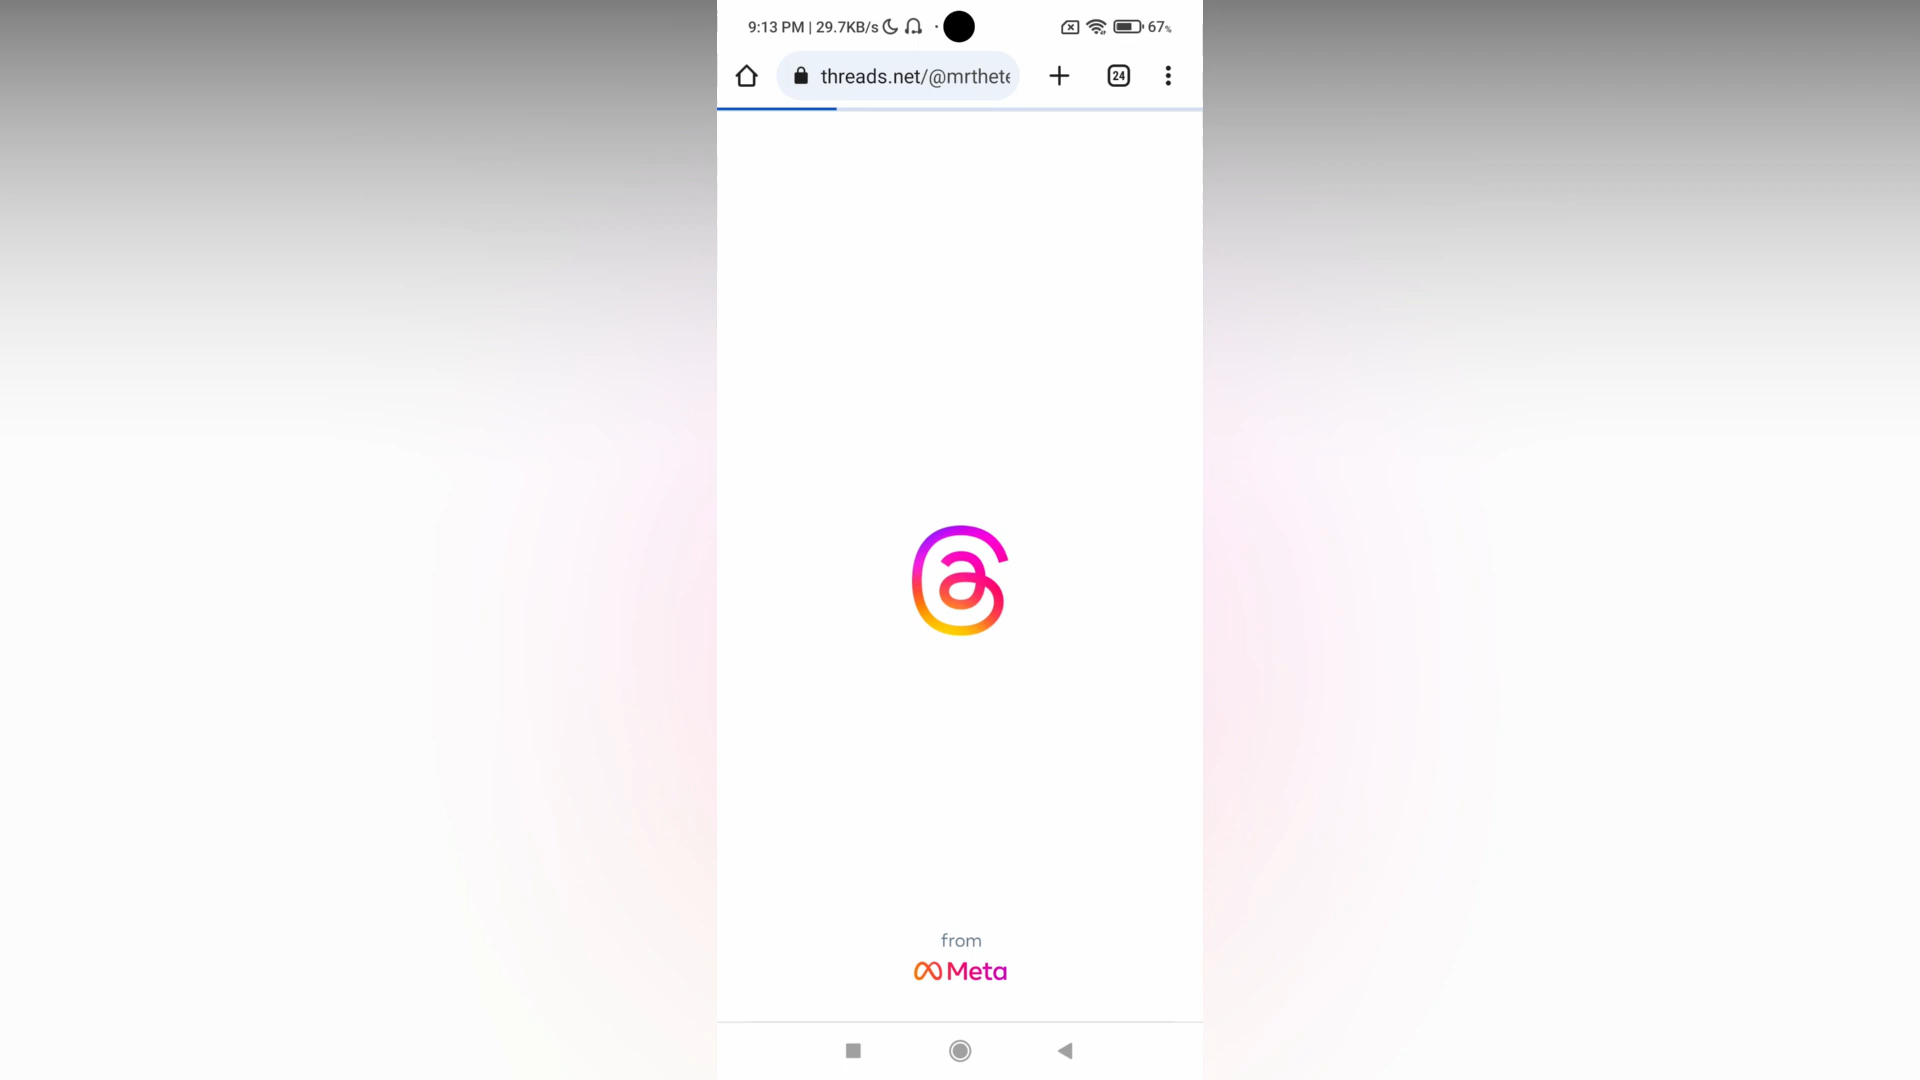 9:13 PM | 29.7KB/s
67%
threads.net/@mrthete
24
from
Meta